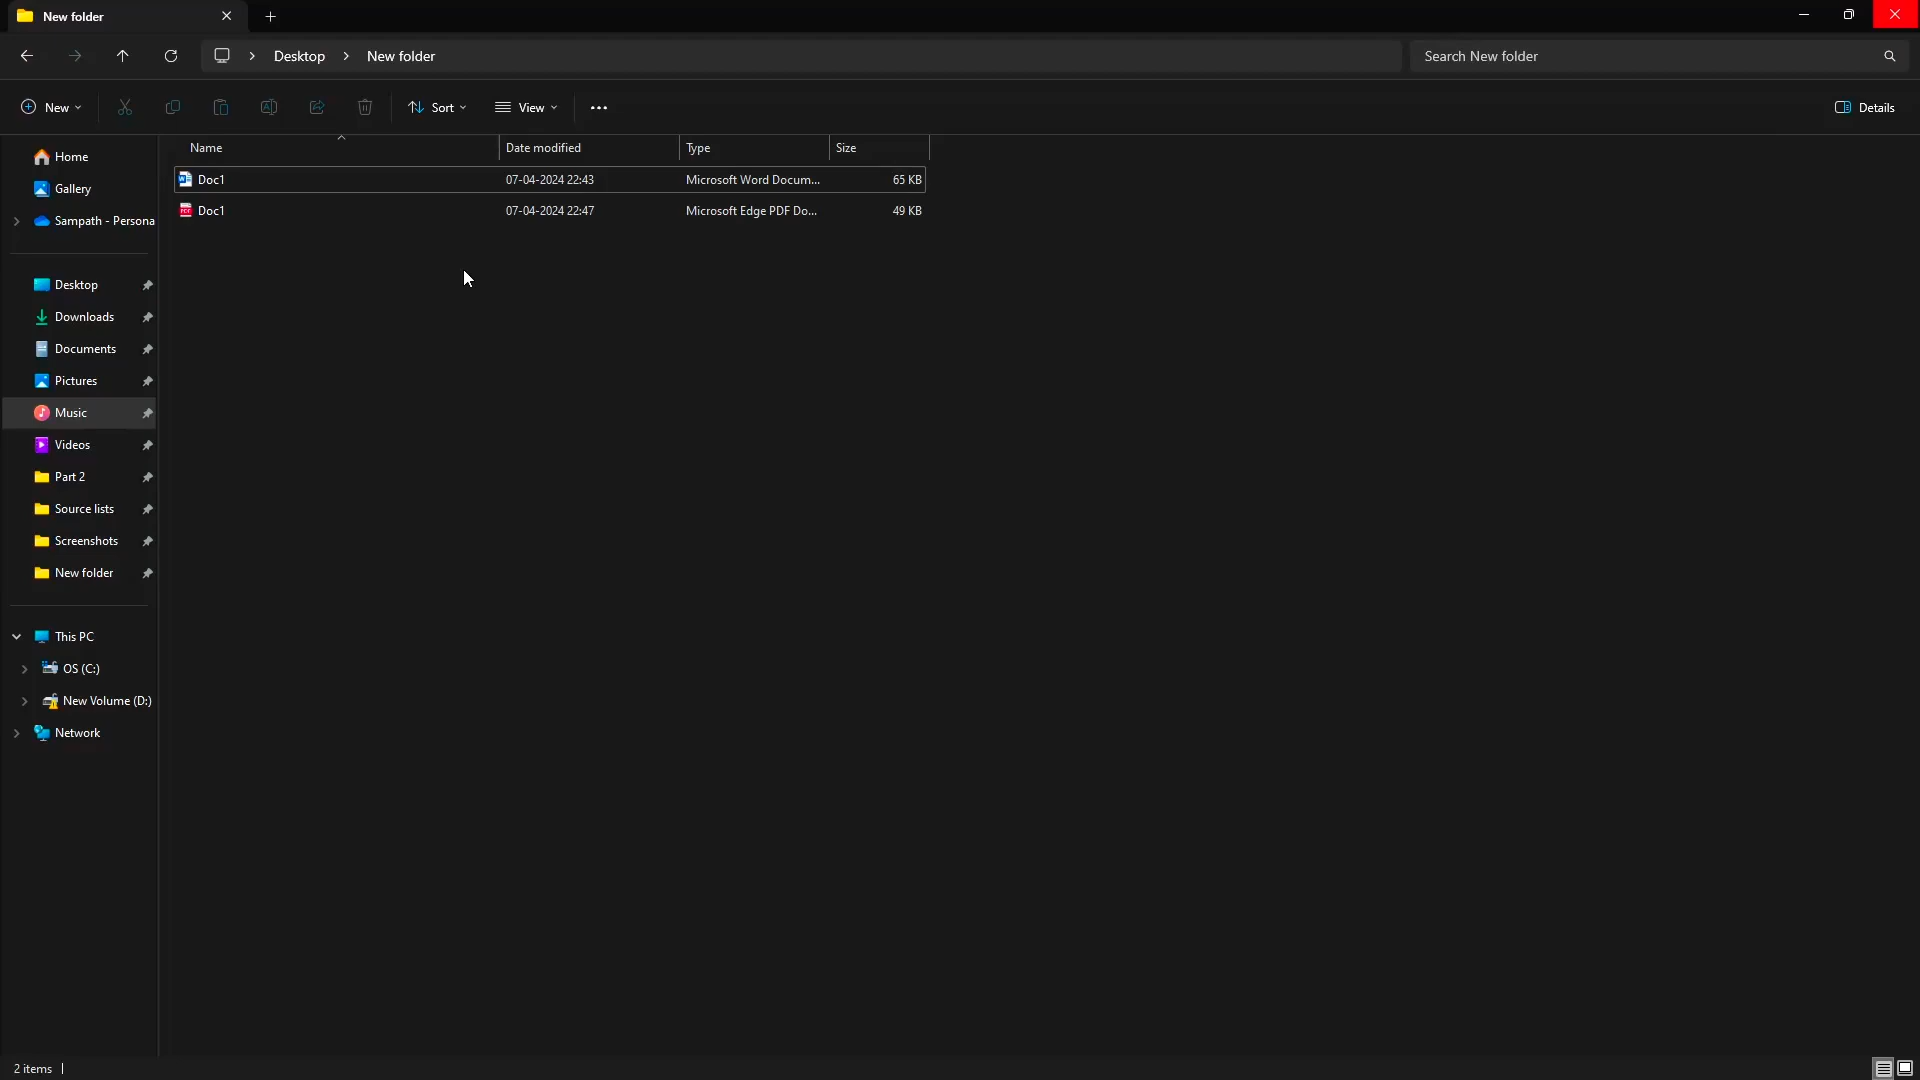 New folder
Desktop > New folder
Search New folder
New
Sort
View
Details
Name
Date modified
Type
Size
Doc1 07-04-2024 22:43 Microsoft Word Docum... 65 KB
Doc1 07-04-2024 22:47 Microsoft Edge PDF Do... 49 KB
Home
Gallery
Sampath - Persona
Desktop
Downloads
Documents
Pictures
Music
Videos
Part 2
Source lists
Screenshots
New folder
This PC
OS (C:)
New Volume (D:)
Network
2 items